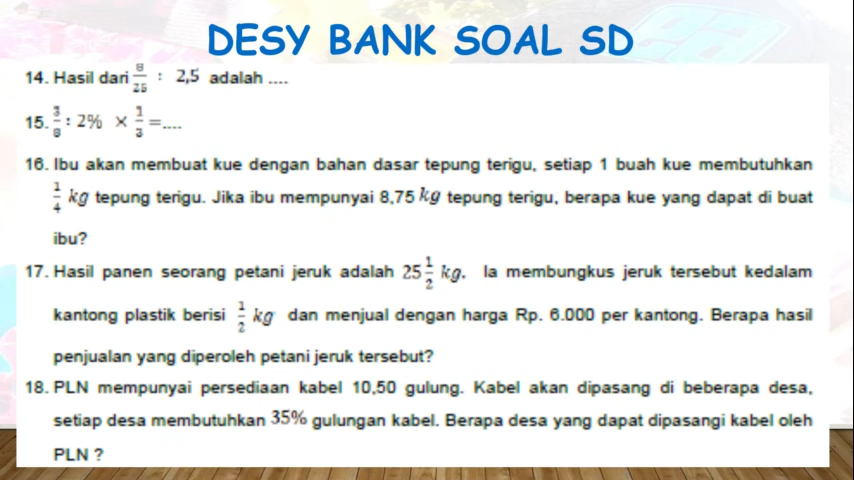 DESY BANK SOAL SD
14. Hasil dari 8/25 : 2,5 adalah ....
15. 3/8 : 2% × 1/3 =....
16. Ibu akan membuat kue dengan bahan dasar tepung terigu, setiap 1 buah kue membutuhkan
1/4 kg tepung terigu. Jika ibu mempunyai 8,75 kg tepung terigu, berapa kue yang dapat di buat
ibu?
17. Hasil panen seorang petani jeruk adalah 25 1/2 kg. Ia membungkus jeruk tersebut kedalam
kantong plastik berisi 1/2 kg dan menjual dengan harga Rp. 6.000 per kantong. Berapa hasil
penjualan yang diperoleh petani jeruk tersebut?
18. PLN mempunyai persediaan kabel 10,50 gulung. Kabel akan dipasang di beberapa desa,
setiap desa membutuhkan 35% gulungan kabel. Berapa desa yang dapat dipasangi kabel oleh
PLN ?